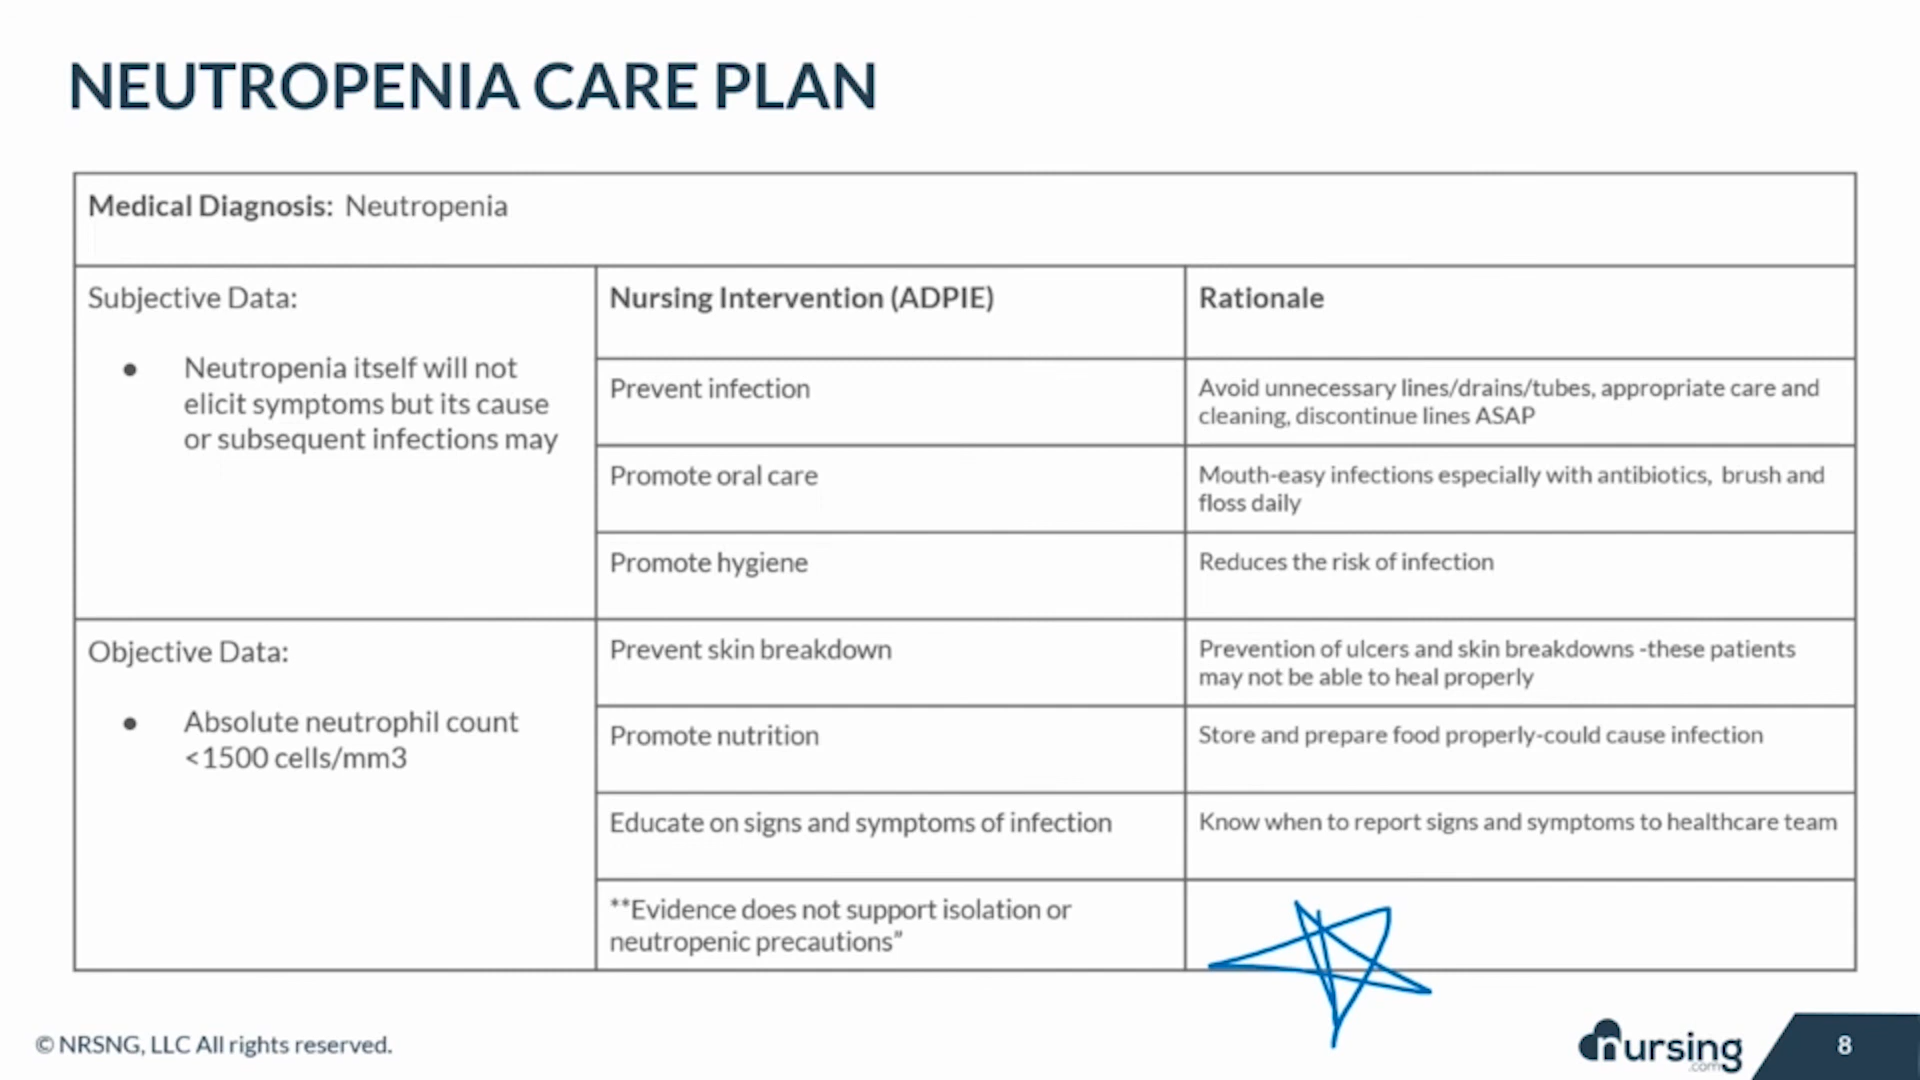 NEUTROPENIA CARE PLAN
Medical Diagnosis: Neutropenia
Subjective Data:
● Neutropenia itself will not
elicit symptoms but its cause
or subsequent infections may
Nursing Intervention (ADPIE)
Rationale
Prevent infection
Avoid unnecessary lines/drains/tubes, appropriate care and
cleaning, discontinue lines ASAP
Promote oral care
Mouth-easy infections especially with antibiotics, brush and
floss daily
Promote hygiene
Reduces the risk of infection
Objective Data:
● Absolute neutrophil count
<1500 cells/mm3
Prevent skin breakdown
Prevention of ulcers and skin breakdowns -these patients
may not be able to heal properly
Promote nutrition
Store and prepare food properly-could cause infection
Educate on signs and symptoms of infection
Know when to report signs and symptoms to healthcare team
**Evidence does not support isolation or
neutropenic precautions”
© NRSNG, LLC All rights reserved.
nursing
.com
8